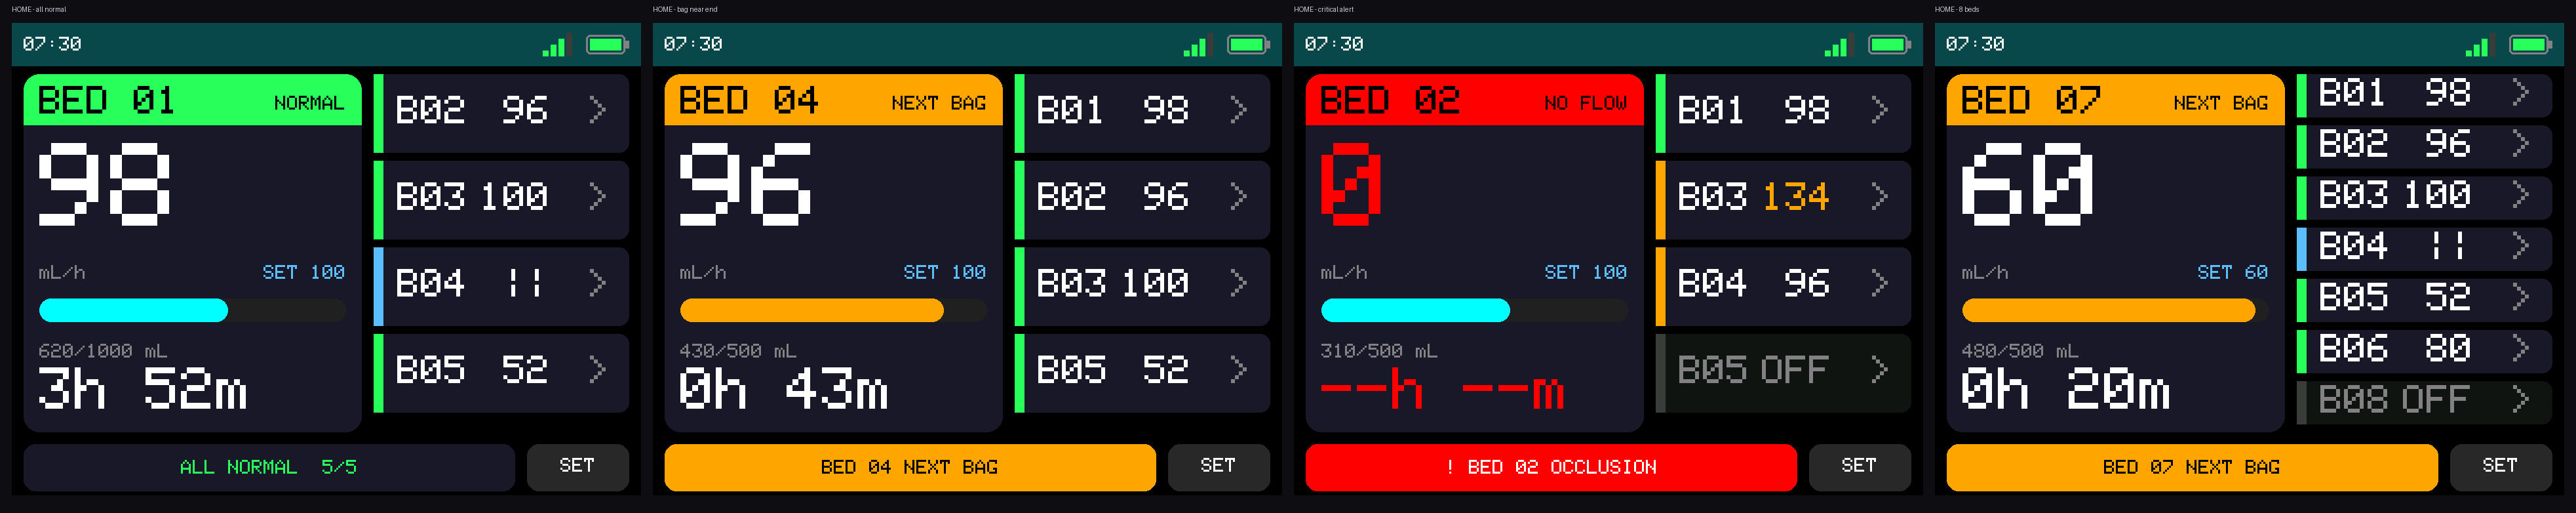 HOME - all normal
07:30
BED 01 NORMAL
98
mL/h SET 100
620/1000 mL
3h 52m
B02 96 >
B03 100 >
B04 || >
B05 52 >
ALL NORMAL 5/5
SET
HOME - bag near end
07:30
BED 04 NEXT BAG
96
mL/h SET 100
430/500 mL
0h 43m
B01 98 >
B02 96 >
B03 100 >
B05 52 >
BED 04 NEXT BAG
SET
HOME - critical alert
07:30
BED 02 NO FLOW
0
mL/h SET 100
310/500 mL
--h --m
B01 98 >
B03 134 >
B04 96 >
B05 OFF >
! BED 02 OCCLUSION
SET
HOME - 8 beds
07:30
BED 07 NEXT BAG
60
mL/h SET 60
480/500 mL
0h 20m
B01 98 >
B02 96 >
B03 100 >
B04 || >
B05 52 >
B06 80 >
B08 OFF >
BED 07 NEXT BAG
SET